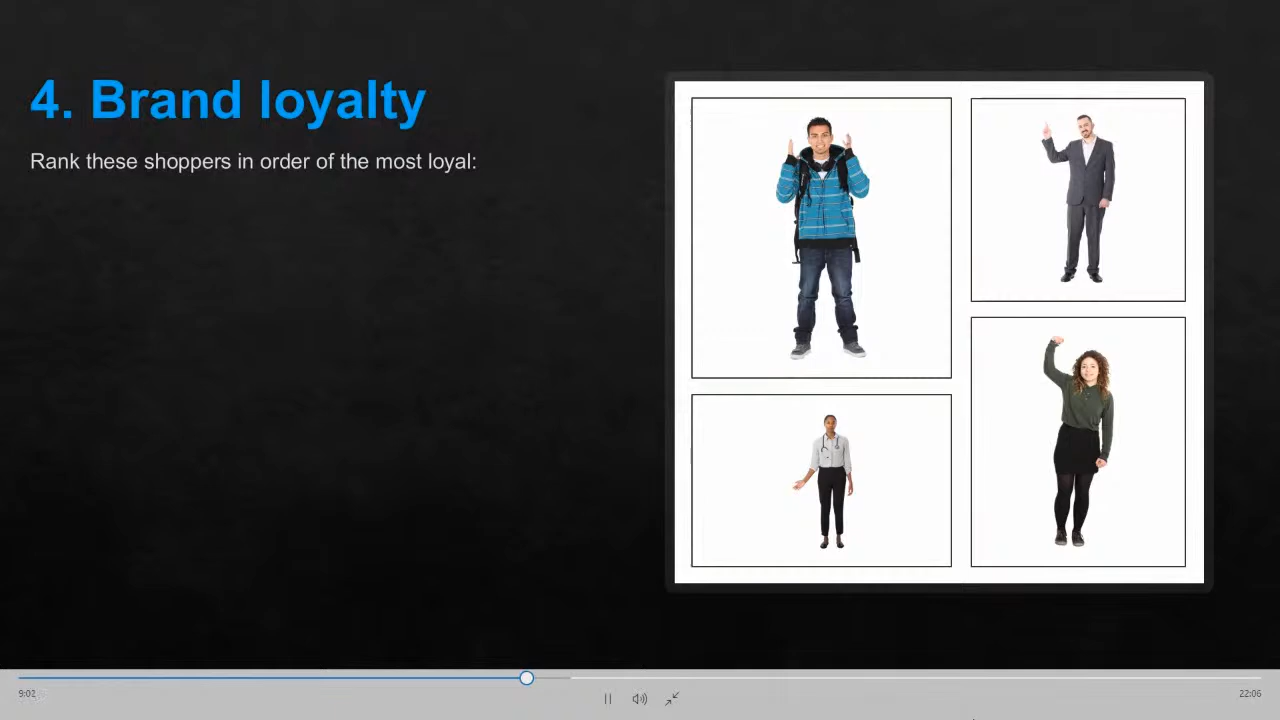 4. Brand loyalty
Rank these shoppers in order of the most loyal:
9:02
22:06